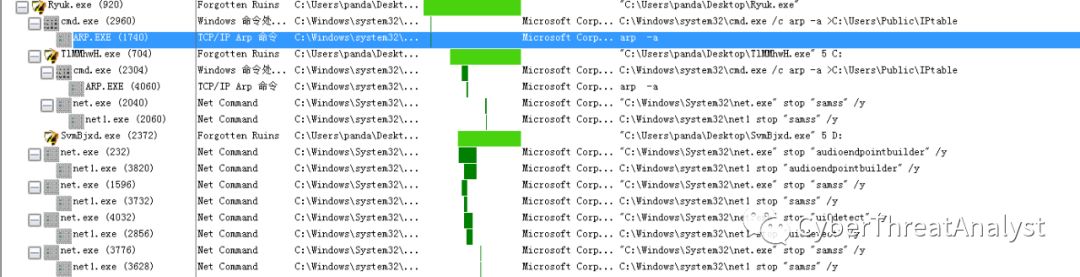 Ryuk.exe (920) Forgotten Ruins C:\Users\panda\Deskt... "C:\Users\panda\Desktop\Ryuk.exe"
cmd.exe (2960) Windows 命令处... C:\Windows\system32\... Microsoft Corp... C:\Windows\system32\cmd.exe /c arp -a >C:\Users\Public\IPtable
ARP.EXE (1740) TCP/IP Arp 命令 C:\Windows\system32\... Microsoft Corp... arp -a
TlMMhwH.exe (704) Forgotten Ruins C:\Users\panda\Deskt... "C:\Users\panda\Desktop\TlMMhwH.exe" 5 C:
cmd.exe (2304) Windows 命令处... C:\Windows\system32\... Microsoft Corp... C:\Windows\system32\cmd.exe /c arp -a >C:\Users\Public\IPtable
ARP.EXE (4060) TCP/IP Arp 命令 C:\Windows\system32\... Microsoft Corp... arp -a
net.exe (2040) Net Command C:\Windows\System32\... Microsoft Corp... "C:\Windows\System32\net.exe" stop "samss" /y
net1.exe (2060) Net Command C:\Windows\system32\... Microsoft Corp... C:\Windows\system32\net1 stop "samss" /y
SvmBjxd.exe (2372) Forgotten Ruins C:\Users\panda\Deskt... "C:\Users\panda\Desktop\SvmBjxd.exe" 5 D:
net.exe (232) Net Command C:\Windows\System32\... Microsoft Corp... "C:\Windows\System32\net.exe" stop "audioendpointbuilder" /y
net1.exe (3820) Net Command C:\Windows\system32\... Microsoft Corp... C:\Windows\system32\net1 stop "audioendpointbuilder" /y
net.exe (1596) Net Command C:\Windows\System32\... Microsoft Corp... "C:\Windows\System32\net.exe" stop "samss" /y
net1.exe (3732) Net Command C:\Windows\system32\... Microsoft Corp... C:\Windows\system32\net1 stop "samss" /y
net.exe (4032) Net Command C:\Windows\System32\... Microsoft Corp... "C:\Windows\System32\net.exe" stop
net1.exe (2856) Net Command C:\Windows\system32\... Microsoft Corp... C:\Windows\system32\net1 stop
CyberThreatAnalyst
net.exe (3776) Net Command C:\Windows\System32\... Microsoft Corp... "C:\Windows\System32\net.exe" stop "samss" /y
net1.exe (3628) Net Command C:\Windows\system32\... Microsoft Corp... C:\Windows\system32\net1 stop "samss" /y